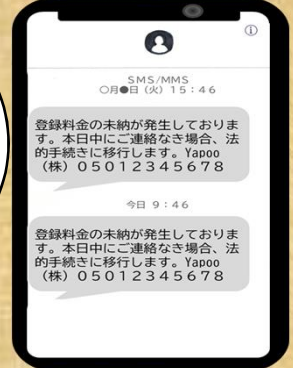 SMS/MMS
〇月●日(火)15:46
登録料金の未納が発生しておりま
す。本日中にご連絡なき場合、法
的手続きに移行します。Yapoo
(株)05012345678
今日 9:46
登録料金の未納が発生しておりま
す。本日中にご連絡なき場合、法
的手続きに移行します。Yapoo
(株)05012345678